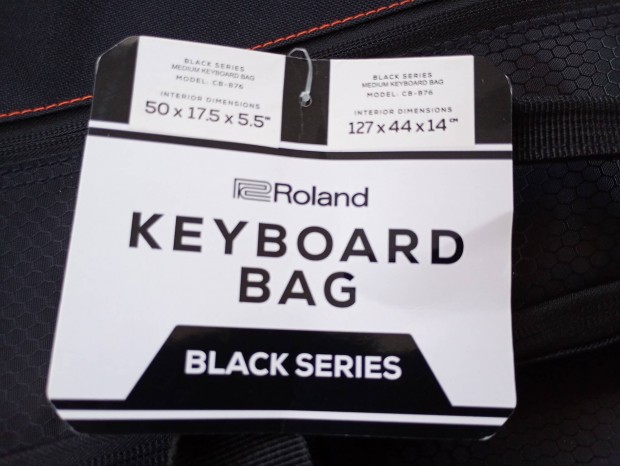 BLACK SERIES
MEDIUM KEYBOARD BAG
MODEL: CB-B76
INTERIOR DIMENSIONS
50 x 17.5 x 5.5"
BLACK SERIES
MEDIUM KEYBOARD BAG
MODEL: CB-B76
INTERIOR DIMENSIONS
127 x 44 x 14 CM
Roland
KEYBOARD
BAG
BLACK SERIES